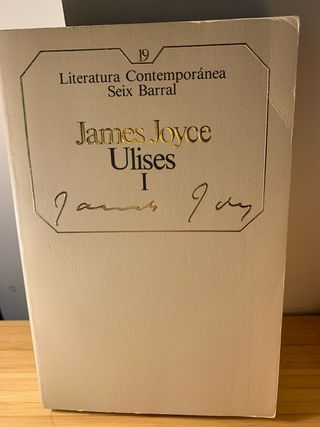 19
Literatura Contemporánea
Seix Barral
James Joyce
Ulises
I
James Joyce